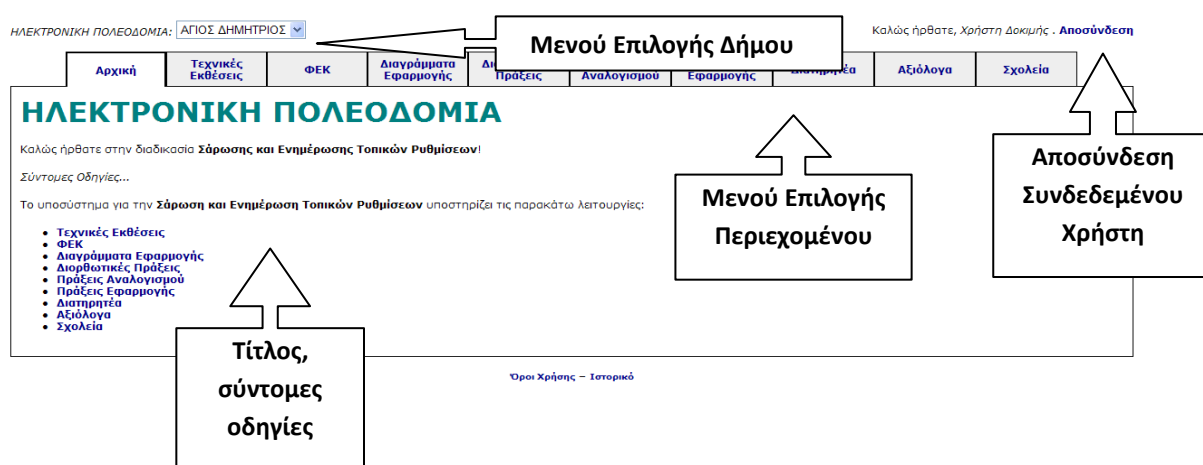 ΗΛΕΚΤΡΟΝΙΚΗ ΠΟΛΕΟΔΟΜΙΑ: ΑΓΙΟΣ ΔΗΜΗΤΡΙΟΣ
Μενού Επιλογής Δήμου
Καλώς ήρθατε, Χρήστη Δοκιμής . Αποσύνδεση
Αρχική
Τεχνικές
Εκθέσεις
ΦΕΚ
Διαγράμματα
Εφαρμογής
Πράξεις
Αναλογισμού
Εφαρμογής
Αξιόλογα
Σχολεία
ΗΛΕΚΤΡΟΝΙΚΗ ΠΟΛΕΟΔΟΜΙΑ
Καλώς ήρθατε στην διαδικασία Σάρωσης και Ενημέρωσης Τοπικών Ρυθμίσεων!
Σύντομες Οδηγίες...
Το υποσύστημα για την Σάρωση και Ενημέρωση Τοπικών Ρυθμίσεων υποστηρίζει τις παρακάτω λειτουργίες:
• Τεχνικές Εκθέσεις
• ΦΕΚ
• Διαγράμματα Εφαρμογής
• Διορθωτικές Πράξεις
• Πράξεις Αναλογισμού
• Πράξεις Εφαρμογής
• Διατηρητέα
• Αξιόλογα
• Σχολεία
Μενού Επιλογής
Περιεχομένου
Αποσύνδεση
Συνδεδεμένου
Χρήστη
Τίτλος,
σύντομες
οδηγίες
Όροι Χρήσης – Ιστορικό